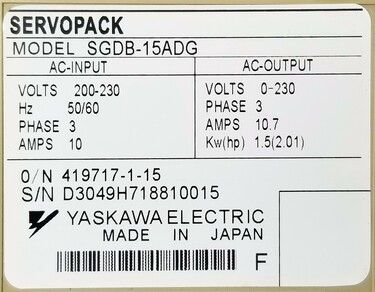 SERVOPACK
MODEL SGDB-15ADG
AC-INPUT
VOLTS 200-230
Hz 50/60
PHASE 3
AMPS 10
AC-OUTPUT
VOLTS 0-230
PHASE 3
AMPS 10.7
Kw(hp) 1.5(2.01)
O/N 419717-1-15
S/N D3049H718810015
YASKAWA ELECTRIC
MADE IN JAPAN
F